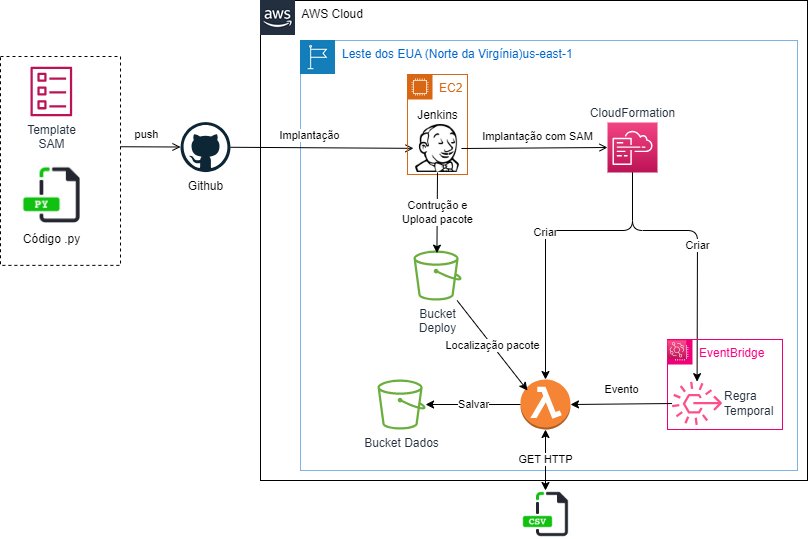 aws
AWS Cloud
Leste dos EUA (Norte da Virgínia)us-east-1
EC2
Jenkins
CloudFormation
Template
SAM
push
Implantação
Implantação com SAM
Github
PY
Código .py
Contrução e
Upload pacote
Criar
Criar
Bucket
Deploy
Localização pacote
EventBridge
Evento
Regra
Temporal
Salvar
Bucket Dados
GET HTTP
CSV